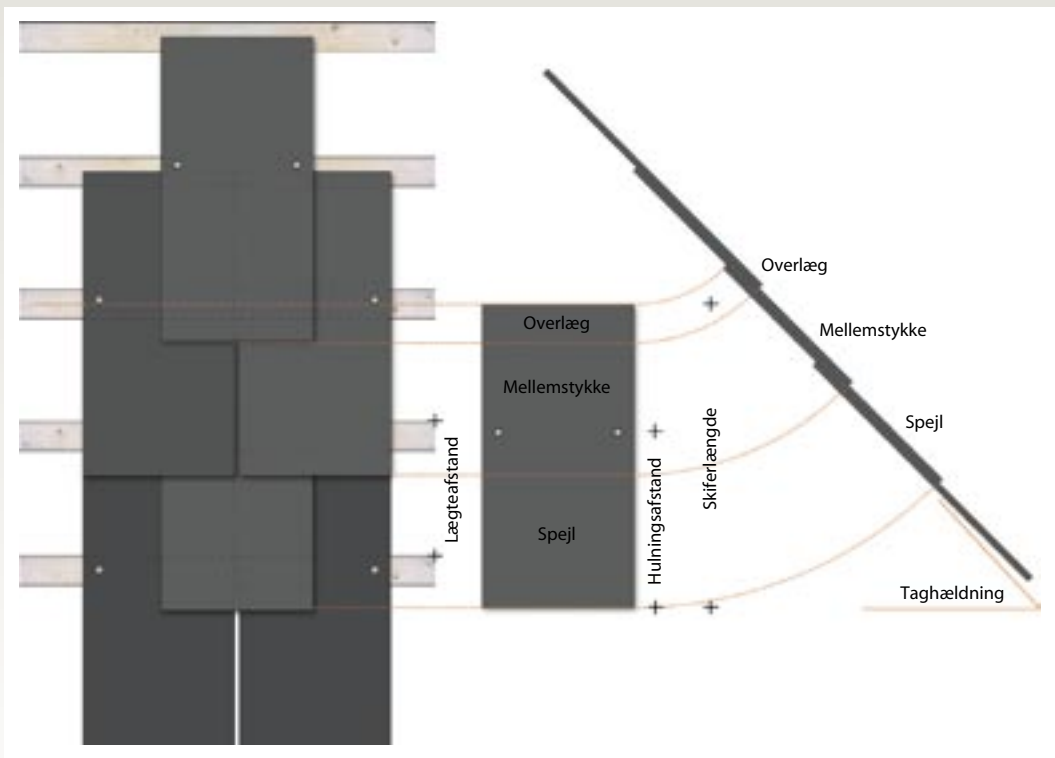 Overlæg
Mellemstykke
Spejl
Lægteafstand
Overlæg
Mellemstykke
Spejl
Hulningsafstand
Skiferlængde
Taghældning